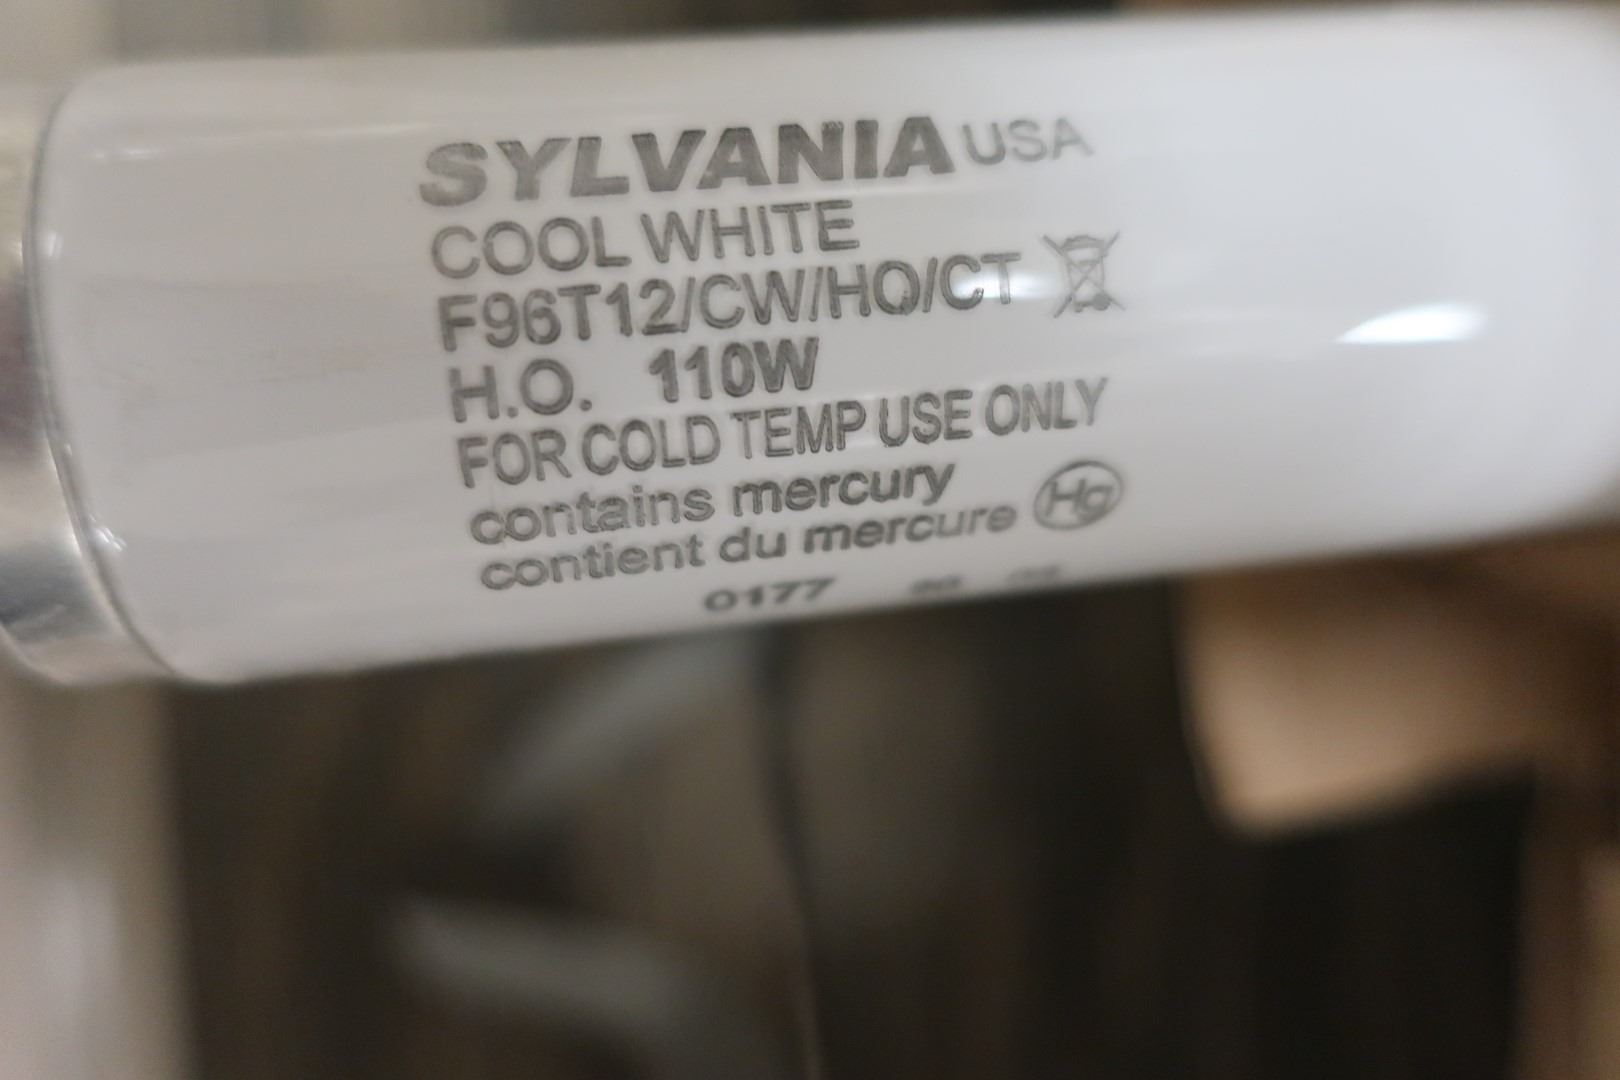 SYLVANIA USA
COOL WHITE
F96T12/CW/HO/CT
H.O. 110W
FOR COLD TEMP USE ONLY
contains mercury
contient du mercure Hg
0177